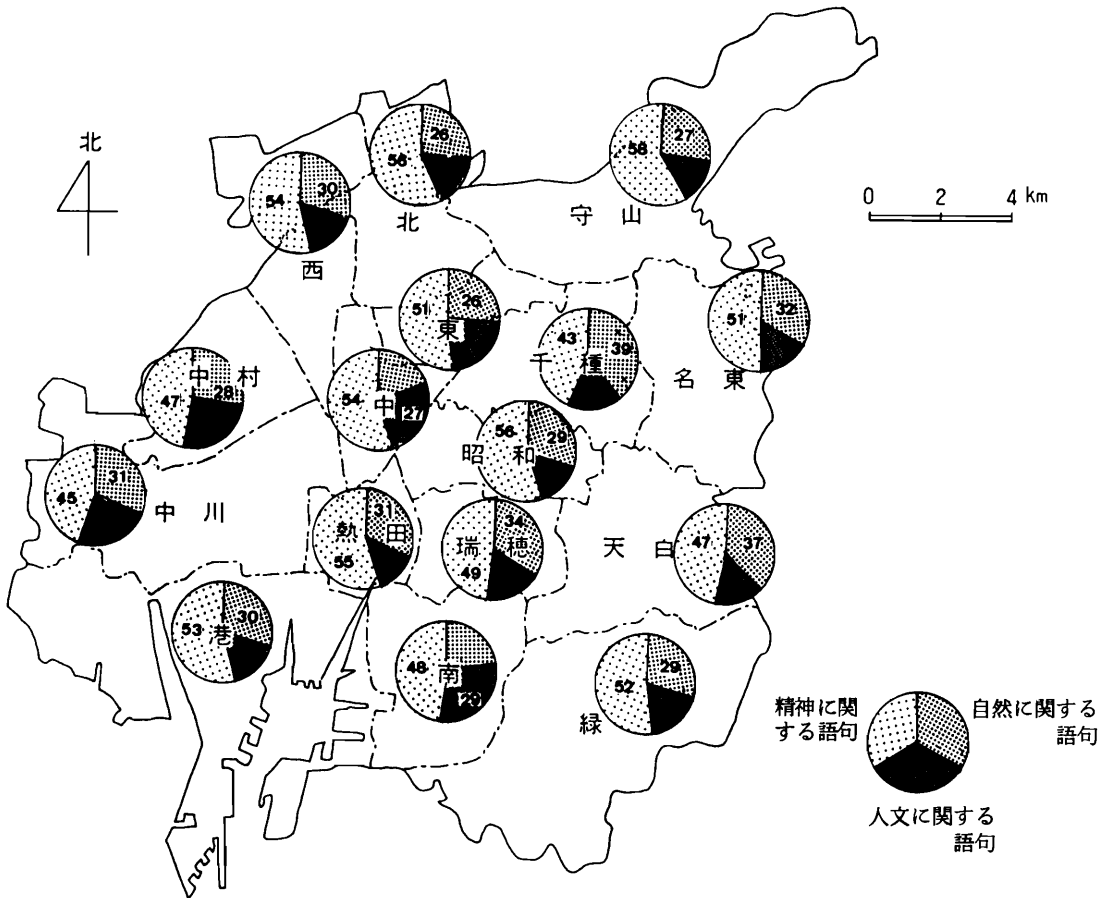 北
0 2 4 km
56 26
北
58 27
守山
54 30
西
51 26
東
43 39
千種
51 32
名東
47 28
中村
54 27
中
56 29
昭和
45 31
中川
55 31
熱田
49 34
瑞穂
47 37
天白
53 30
港
48
南
52 29
緑
精神に関
する語句
自然に関する
語句
人文に関する
語句